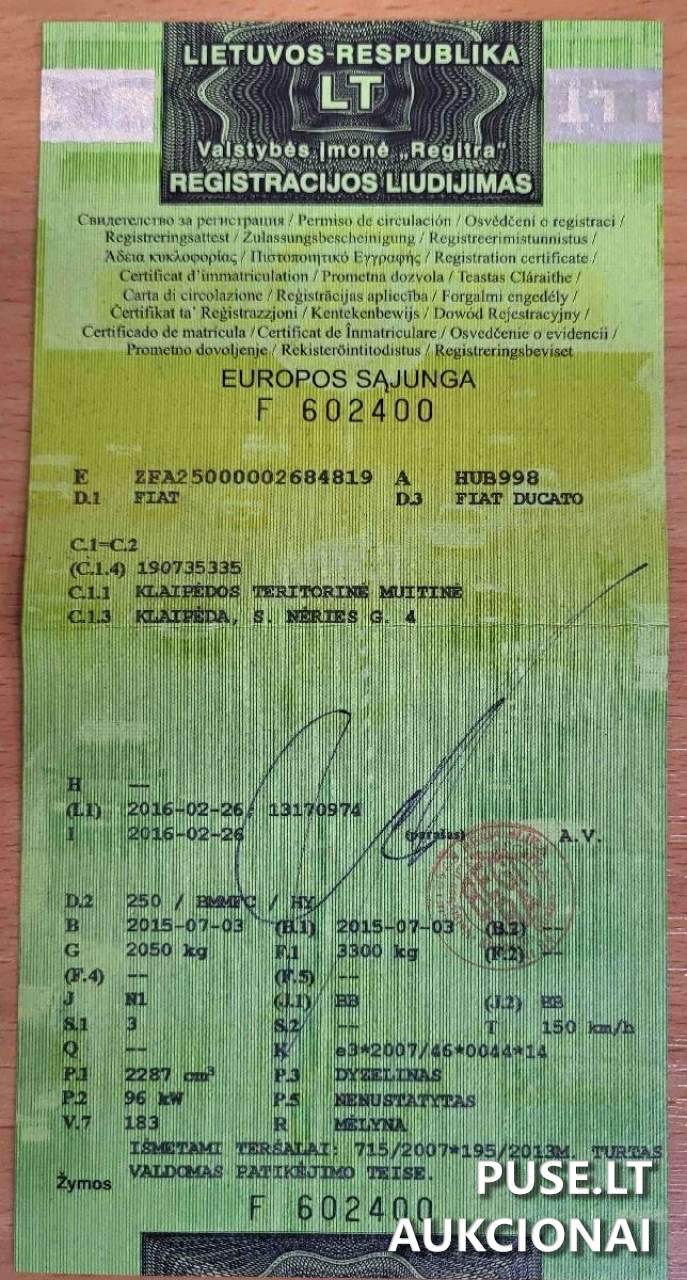 LIETUVOS RESPUBLIKA
LT
Valstybės Įmonė „Regitra"
REGISTRACIJOS LIUDIJIMAS
Свидетелство за регистрация / Permiso de circulación / Osvědčení o registraci /
Registreringsattest / Zulassungsbescheinigung / Registreerimistunnistus /
Άδεια κυκλοφορίας / Πιστοποιητικό Εγγραφής / Registration certificate /
Certificat d'immatriculation / Prometna dozvola / Teastas Cláraithe /
Carta di circolazione / Reģistrācijas apliecība / Forgalmi engedély /
Ċertifikat ta' Reġistrazzjoni / Kentekenbewijs / Dowód Rejestracyjny /
Certificado de matrícula / Certificat de Înmatriculare / Osvedčenie o evidencii /
Prometno dovoljenje / Rekisteröintitodistus / Registreringsbeviset
EUROPOS SĄJUNGA
F 602400
E ZFA25000002684819 A HUB998
D.1 FIAT D.3 FIAT DUCATO
C.1=C.2
(C.1.4) 190735335
C.1.1 KLAIPĖDOS TERITORINĖ MUITINĖ
C.1.3 KLAIPĖDA, S. NĖRIES G. 4
H ---
(I.1) 2016-02-26/ 13170974
I 2016-02-26 (parašas) A.V.
D.2 250 / BMMFC / HY
B 2015-07-03 (B.1) 2015-07-03 (B.2) --
G 2050 kg F.1 3300 kg (F.2) --
(F.4) -- (F.5) --
J N1 (J.1) BB (J.2) BB
S.1 3 S.2 -- T 150 km/h
Q -- K e3*2007/46*0044*14
P.1 2287 cm³ P.3 DYZELINAS
P.2 96 kW P.5 NENUSTATYTAS
V.7 183 R MĖLYNA
IŠMETAMI TERŠALAI: 715/2007*195/2013M. TURTAS
Žymos VALDOMAS PATIKĖJIMO TEISE.
F 602400
PUSE.LT
AUKCIONAI